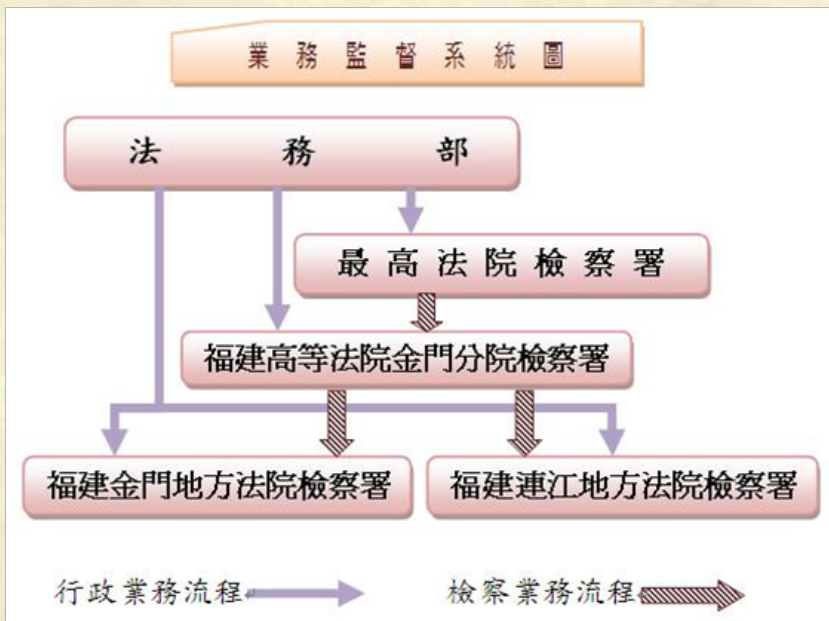 業務監督系統圖
法務部
最高法院檢察署
福建高等法院金門分院檢察署
福建金門地方法院檢察署
福建連江地方法院檢察署
行政業務流程
檢察業務流程